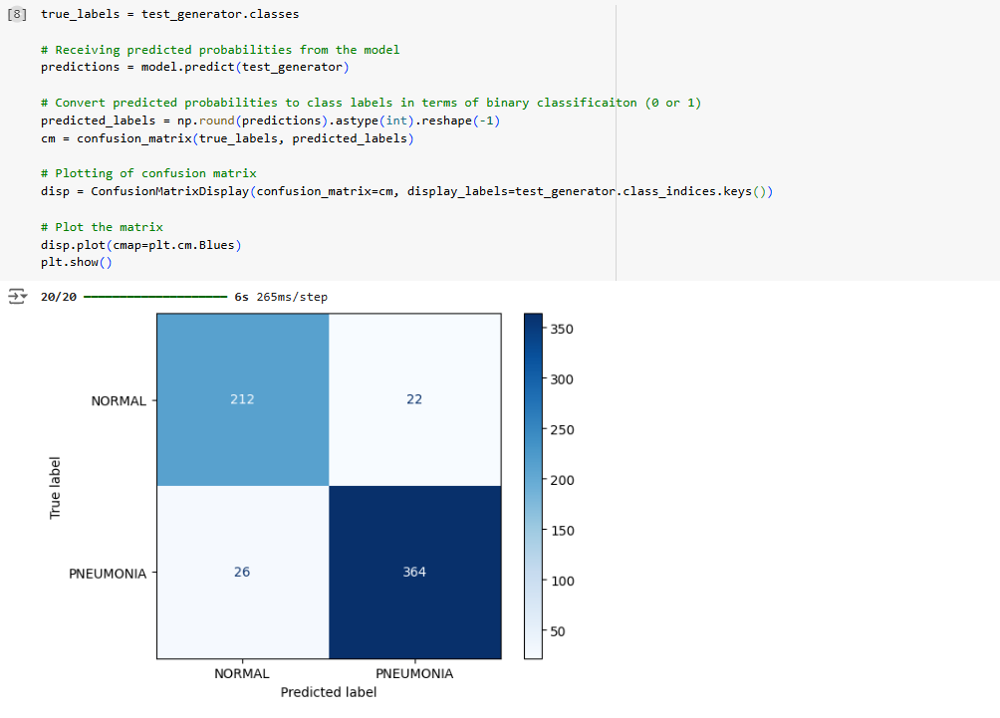 [8] true_labels = test_generator.classes
# Receiving predicted probabilities from the model
predictions = model.predict(test_generator)
# Convert predicted probabilities to class labels in terms of binary classificaiton (0 or 1)
predicted_labels = np.round(predictions).astype(int).reshape(-1)
cm = confusion_matrix(true_labels, predicted_labels)
# Plotting of confusion matrix
disp = ConfusionMatrixDisplay(confusion_matrix=cm, display_labels=test_generator.class_indices.keys())
# Plot the matrix
disp.plot(cmap=plt.cm.Blues)
plt.show()
20/20 6s 265ms/step
NORMAL
212
22
PNEUMONIA
26
364
True label
NORMAL
PNEUMONIA
Predicted label
350
300
250
200
150
100
50